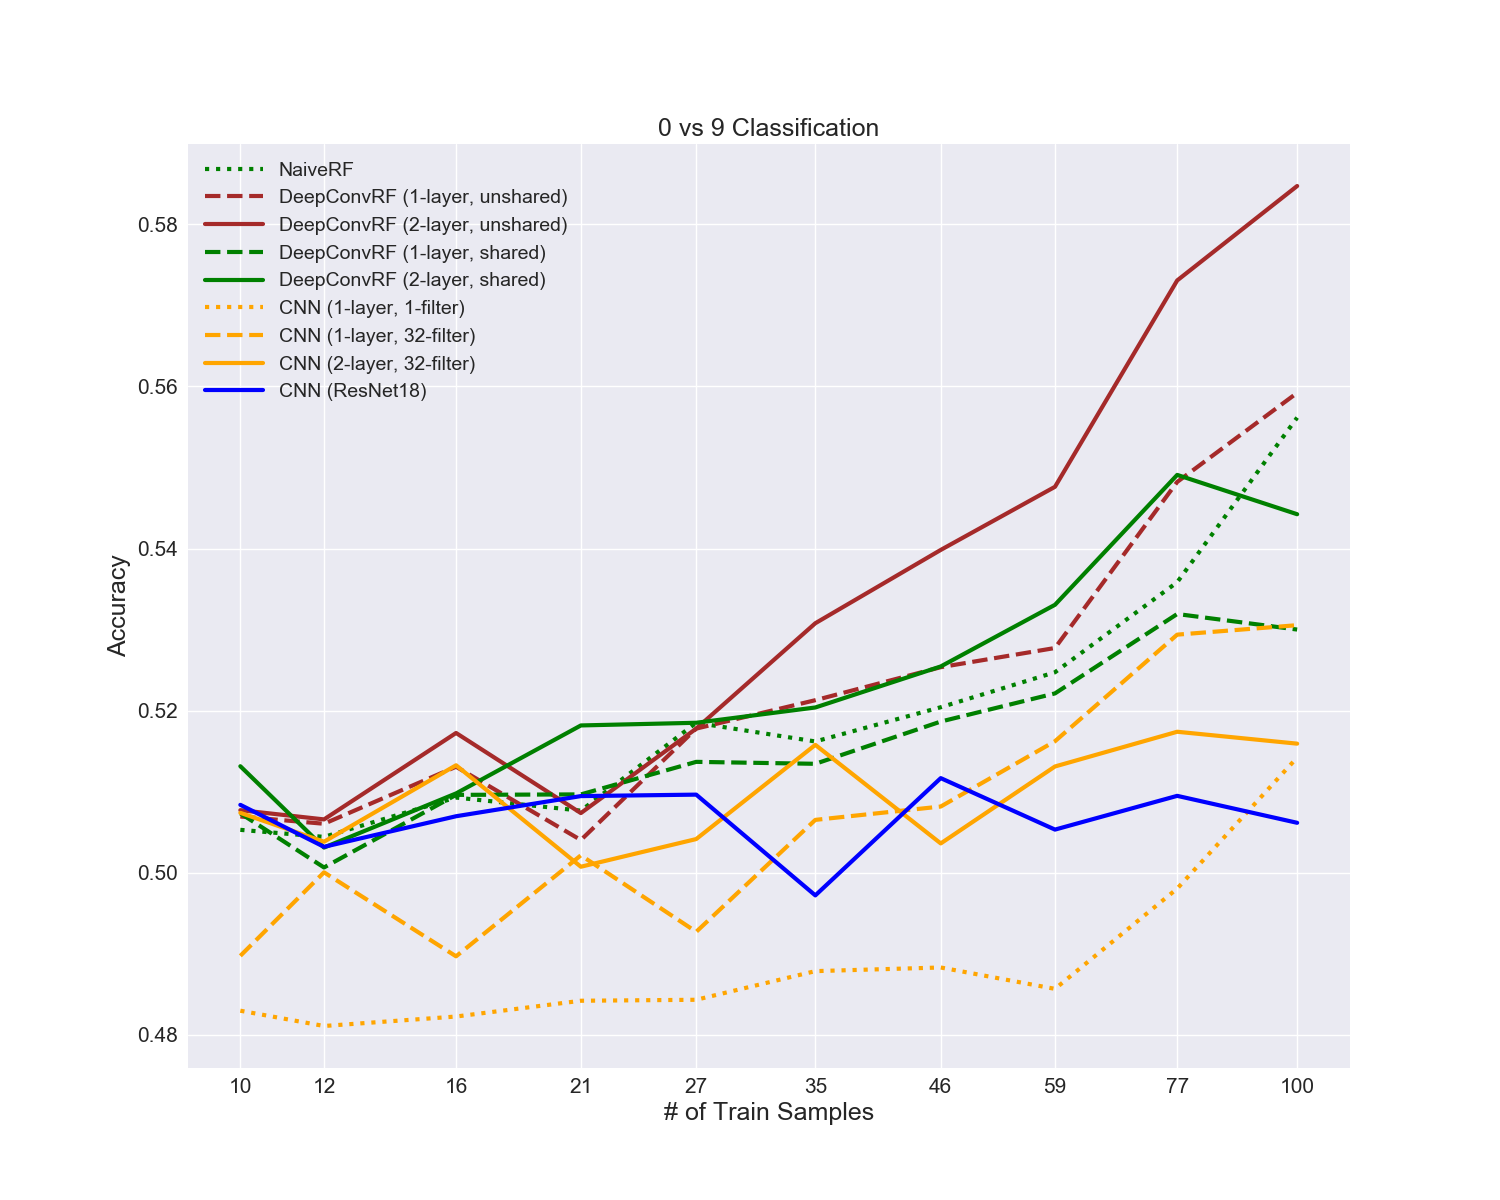 0 vs 9 Classification
NaiveRF
DeepConvRF (1-layer, unshared)
DeepConvRF (2-layer, unshared)
DeepConvRF (1-layer, shared)
DeepConvRF (2-layer, shared)
CNN (1-layer, 1-filter)
CNN (1-layer, 32-filter)
CNN (2-layer, 32-filter)
CNN (ResNet18)
0.58
0.56
0.54
0.52
0.50
0.48
Accuracy
10 12 16 21 27 35 46 59 77 100
# of Train Samples